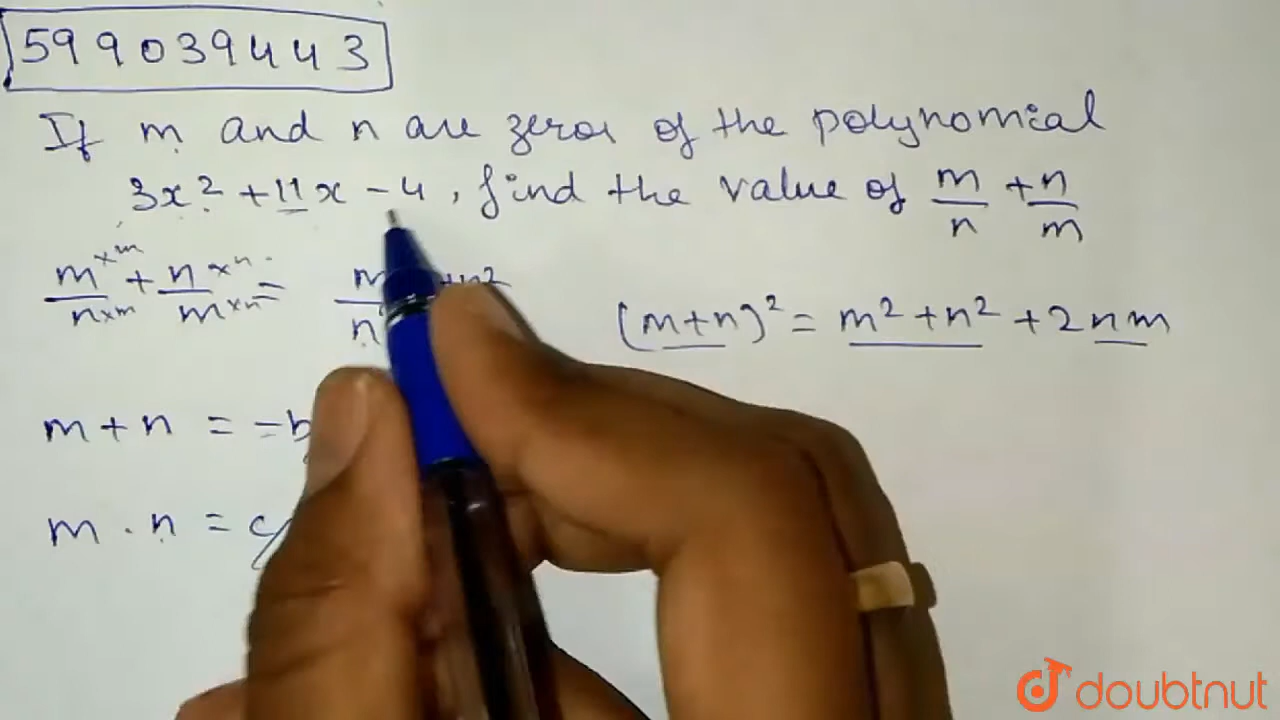 599039443
If m and n are zeros of the polynomial
3x² + 11x - 4, find the value of m/n + n/m
m×m/n×m + n×n/m×n = m +n²/n
(m+n)² = m² + n² + 2nm
m + n = -b
m · n = c/
doubtnut